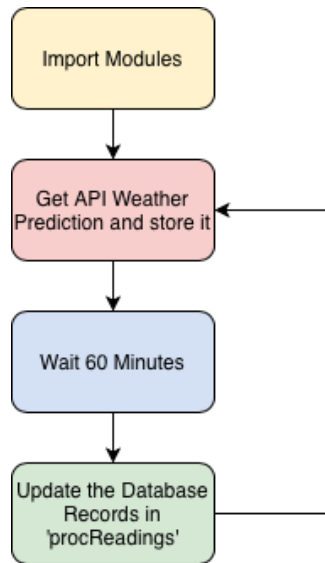 Import Modules
Get API Weather
Prediction and store it
Wait 60 Minutes
Update the Database
Records in
'procReadings'